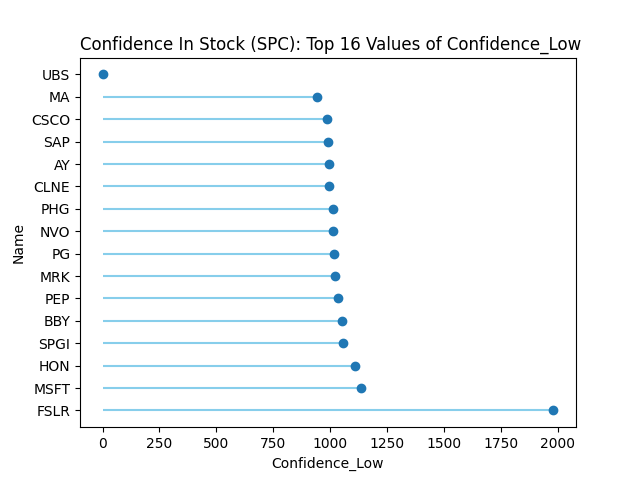 Confidence In Stock (SPC): Top 16 Values of Confidence_Low
UBS
MA
CSCO
SAP
AY
CLNE
PHG
NVO
PG
MRK
PEP
BBY
SPGI
HON
MSFT
FSLR
Name
0 250 500 750 1000 1250 1500 1750 2000
Confidence_Low